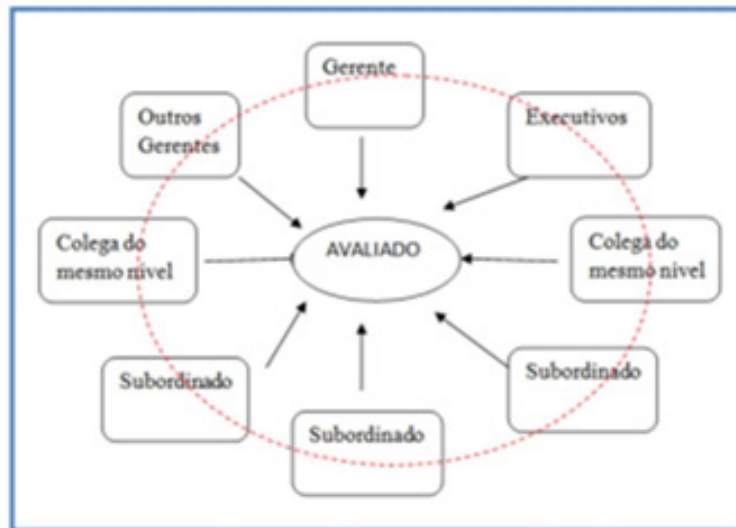 Gerente
Outros
Gerentes
Executivos
Colega do
mesmo nível
AVALIADO
Colega do
mesmo nível
Subordinado
Subordinado
Subordinado